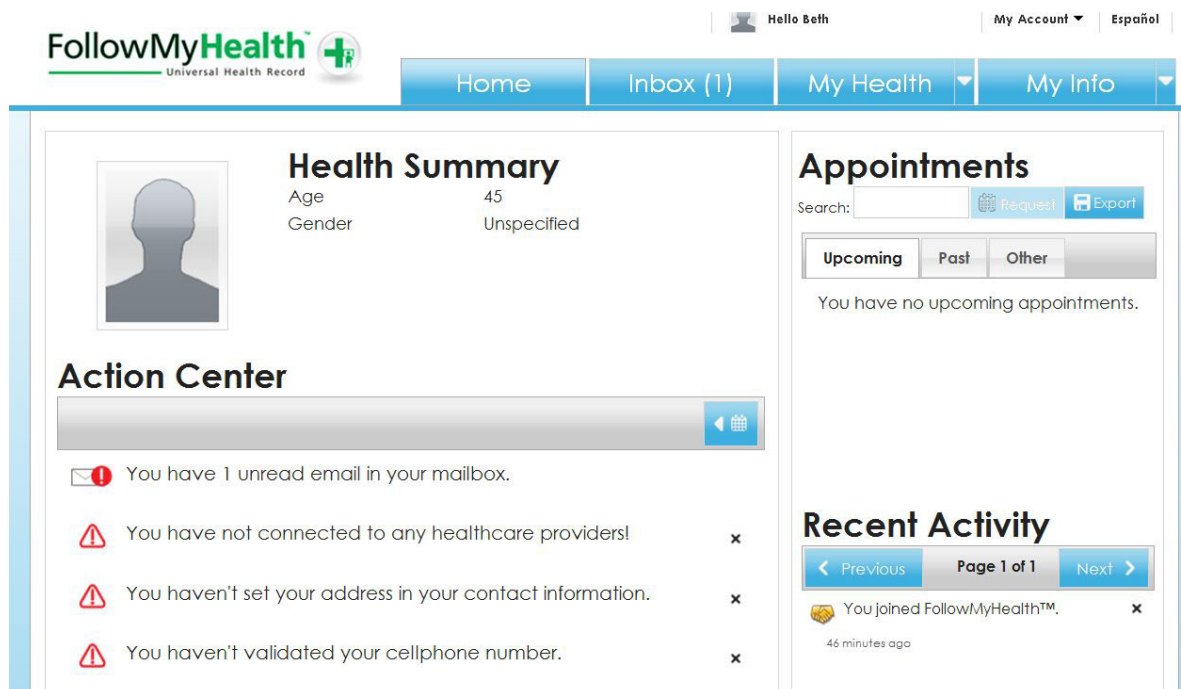 Hello Beth
My Account
Español
FollowMyHealth™
Universal Health Record
Home
Inbox (1)
My Health
My Info
Health Summary
Age 45
Gender Unspecified
Action Center
You have 1 unread email in your mailbox.
You have not connected to any healthcare providers!
You haven't set your address in your contact information.
You haven't validated your cellphone number.
Appointments
Search:
Request
Export
Upcoming
Past
Other
You have no upcoming appointments.
Recent Activity
Previous
Page 1 of 1
Next
You joined FollowMyHealth™.
46 minutes ago